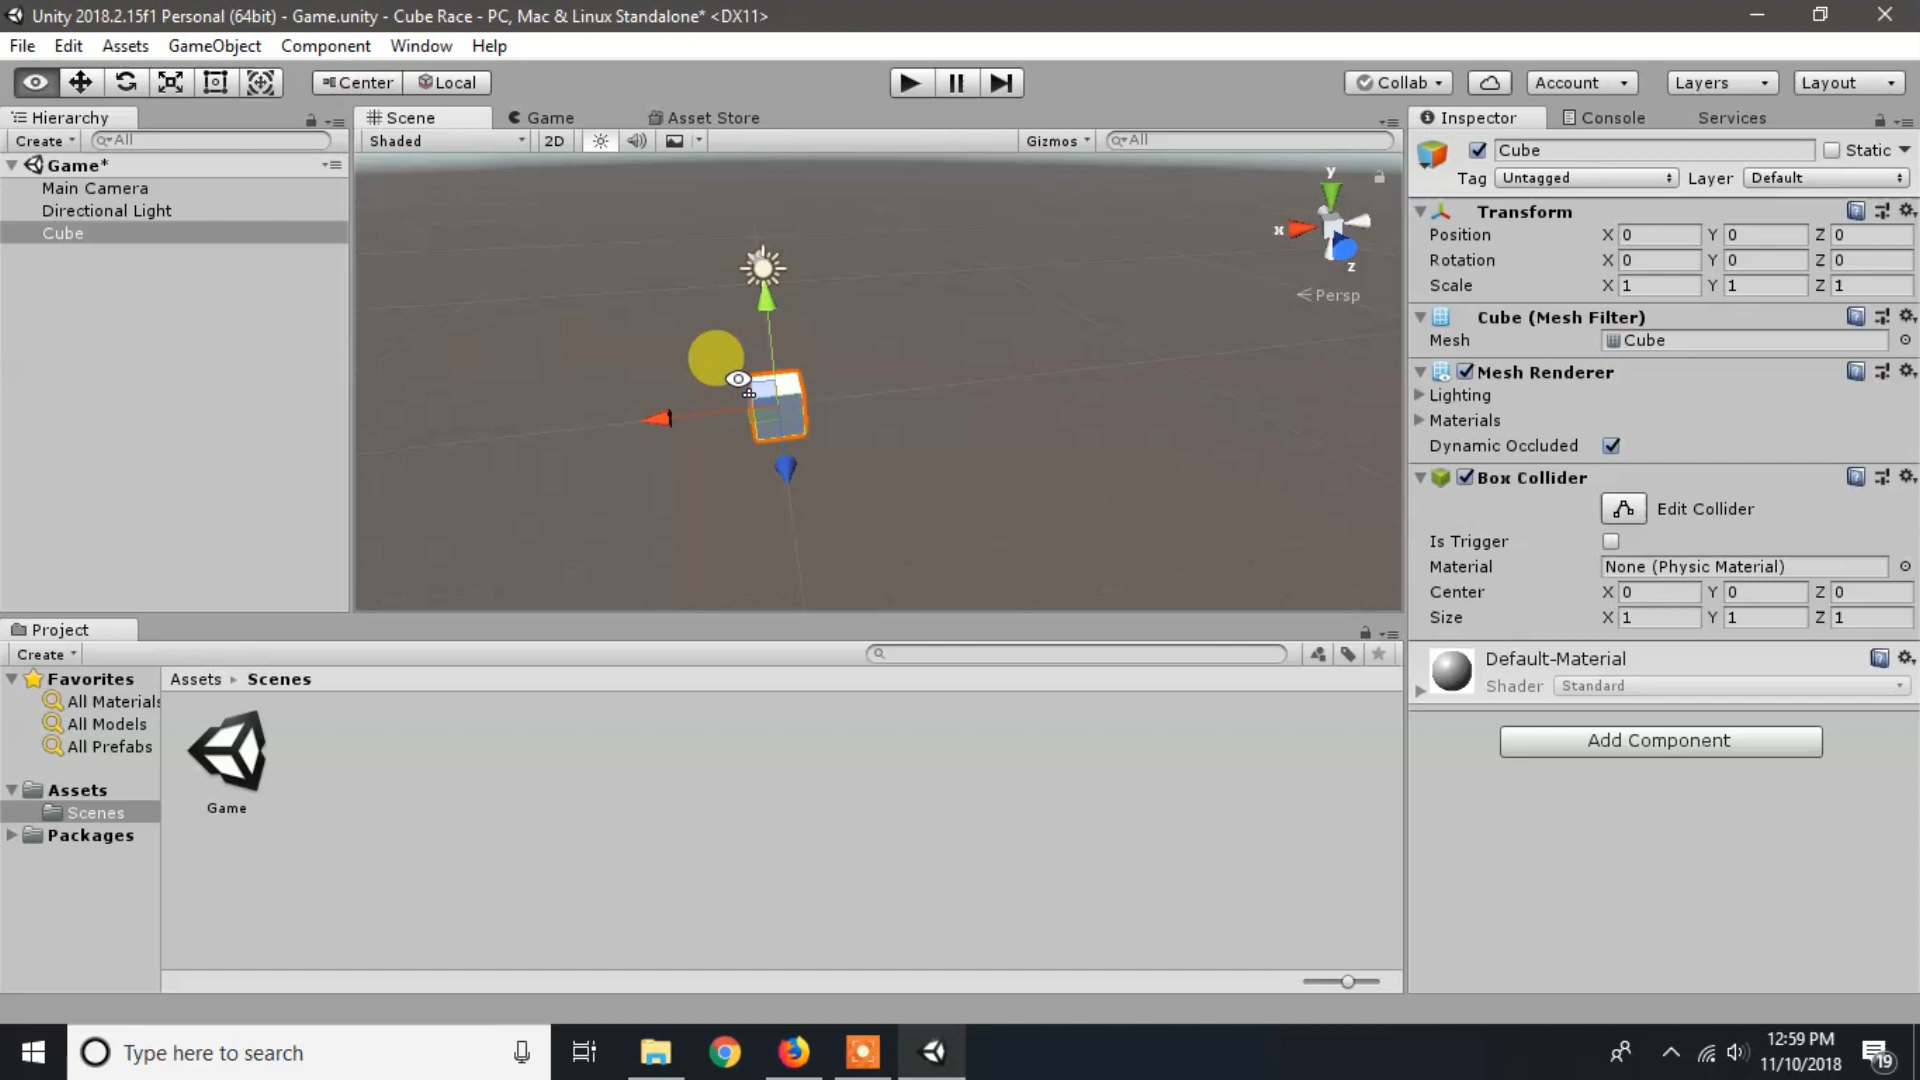 Unity 2018.2.15f1 Personal (64bit) - Game.unity - Cube Race - PC, Mac & Linux Standalone* <DX11>
File Edit Assets GameObject Component Window Help
Center Local Collab Account Layers Layout
Hierarchy
Create All
Game*
Main Camera
Directional Light
Cube
Scene Game Asset Store
Shaded 2D Gizmos All
y
x
z
Persp
Inspector Console Services
Cube Static
Tag Untagged Layer Default
Transform
Position X 0 Y 0 Z 0
Rotation X 0 Y 0 Z 0
Scale X 1 Y 1 Z 1
Cube (Mesh Filter)
Mesh Cube
Mesh Renderer
Lighting
Materials
Dynamic Occluded
Box Collider
Edit Collider
Is Trigger
Material None (Physic Material)
Center X 0 Y 0 Z 0
Size X 1 Y 1 Z 1
Default-Material
Shader Standard
Add Component
Project
Create
Favorites
All Materials
All Models
All Prefabs
Assets
Scenes
Packages
Assets Scenes
Game
Type here to search
12:59 PM
11/10/2018
19